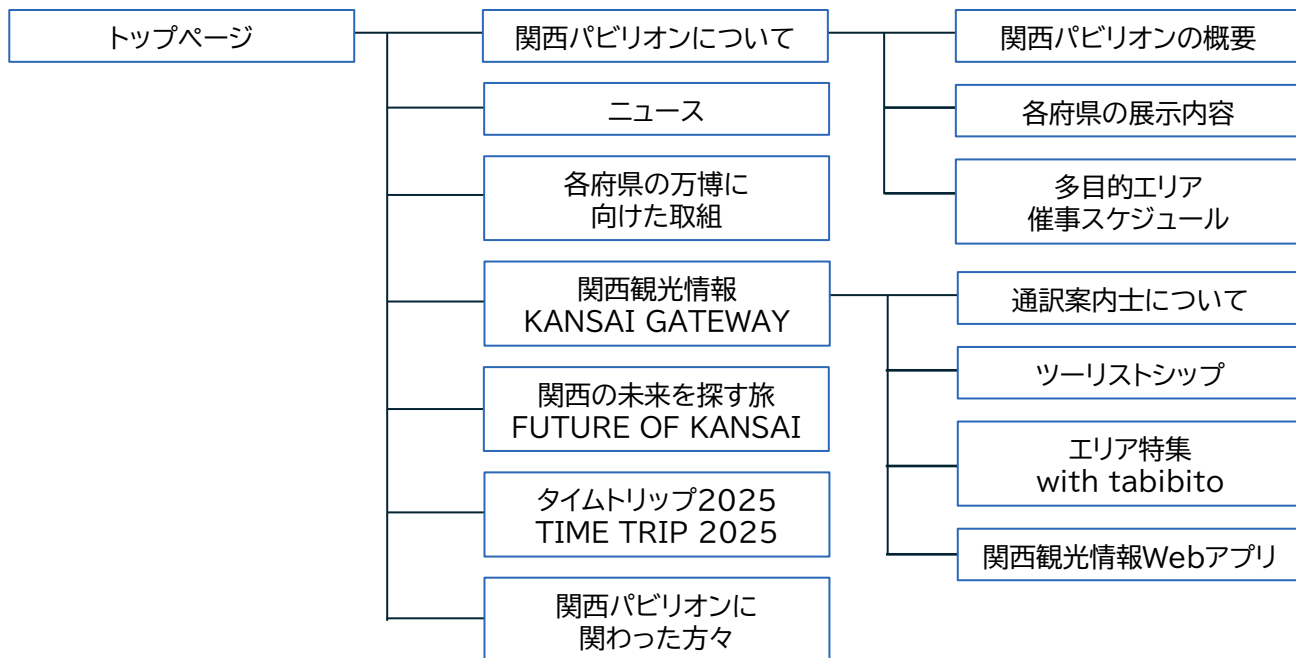 トップページ
関西パビリオンについて
関西パビリオンの概要
ニュース
各府県の展示内容
各府県の万博に
向けた取組
多目的エリア
催事スケジュール
関西観光情報
KANSAI GATEWAY
通訳案内士について
ツーリストシップ
関西の未来を探す旅
FUTURE OF KANSAI
エリア特集
with tabibito
タイムトリップ2025
TIME TRIP 2025
関西観光情報Webアプリ
関西パビリオンに
関わった方々